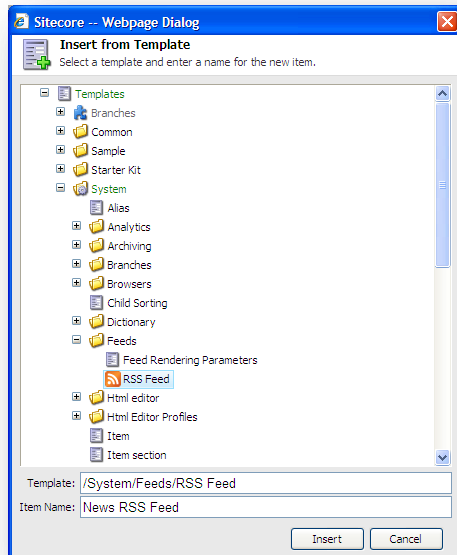 Sitecore -- Webpage Dialog
Insert from Template
Select a template and enter a name for the new item.
Templates
Branches
Common
Sample
Starter Kit
System
Alias
Analytics
Archiving
Branches
Browsers
Child Sorting
Dictionary
Feeds
Feed Rendering Parameters
RSS Feed
Html editor
Html Editor Profiles
Item
Item section
Template: /System/Feeds/RSS Feed
Item Name: News RSS Feed
Insert Cancel